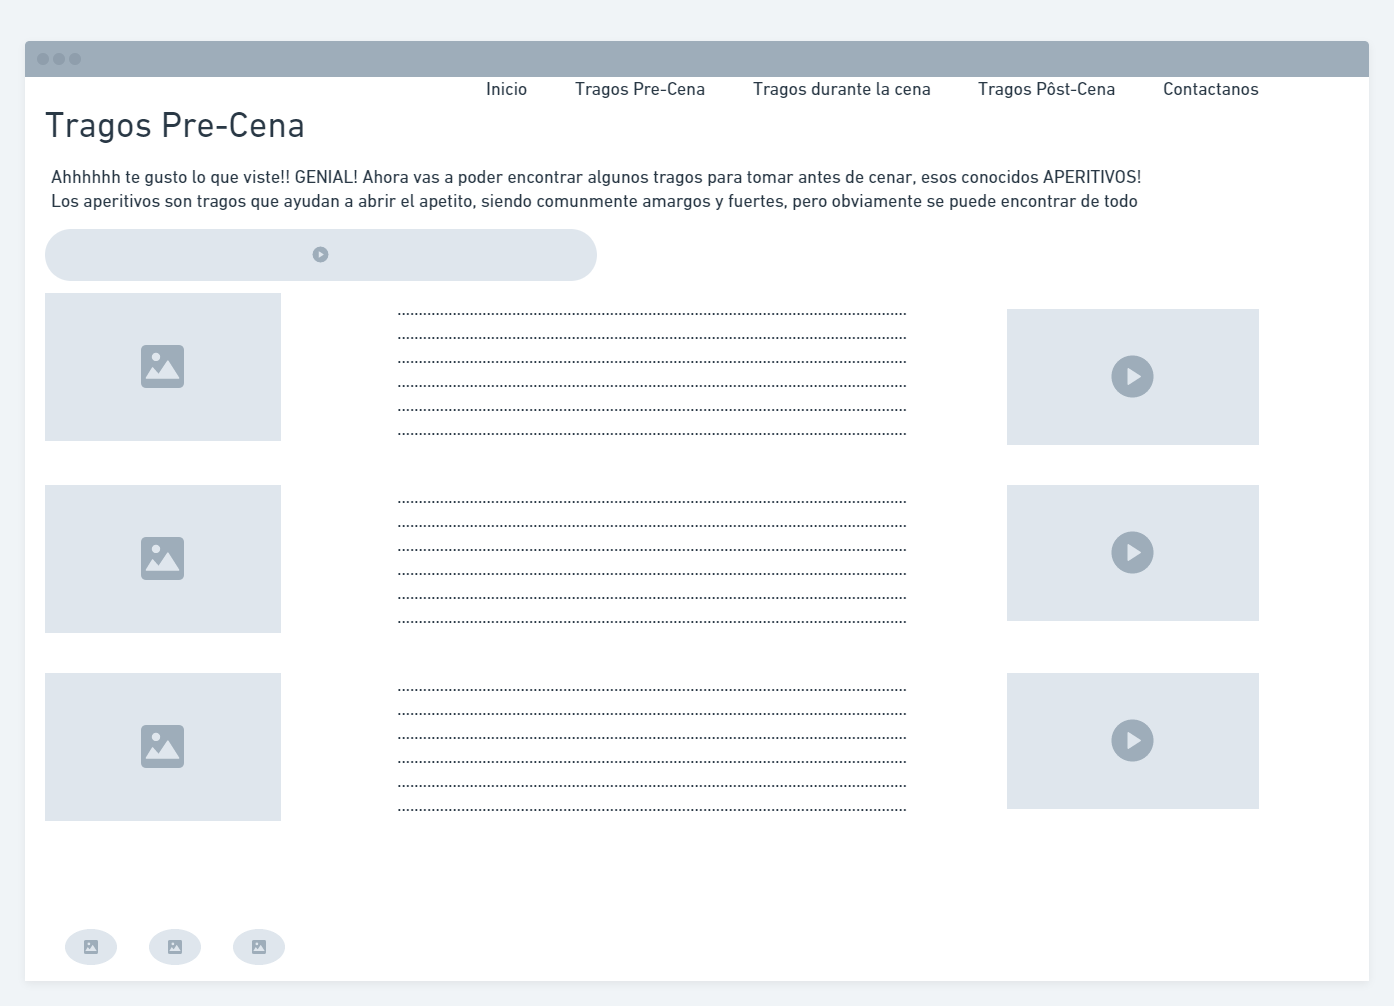 Inicio Tragos Pre-Cena Tragos durante la cena Tragos Pôst-Cena Contactanos
Tragos Pre-Cena
Ahhhhhh te gusto lo que viste!! GENIAL! Ahora vas a poder encontrar algunos tragos para tomar antes de cenar, esos conocidos APERITIVOS!
Los aperitivos son tragos que ayudan a abrir el apetito, siendo comunmente amargos y fuertes, pero obviamente se puede encontrar de todo